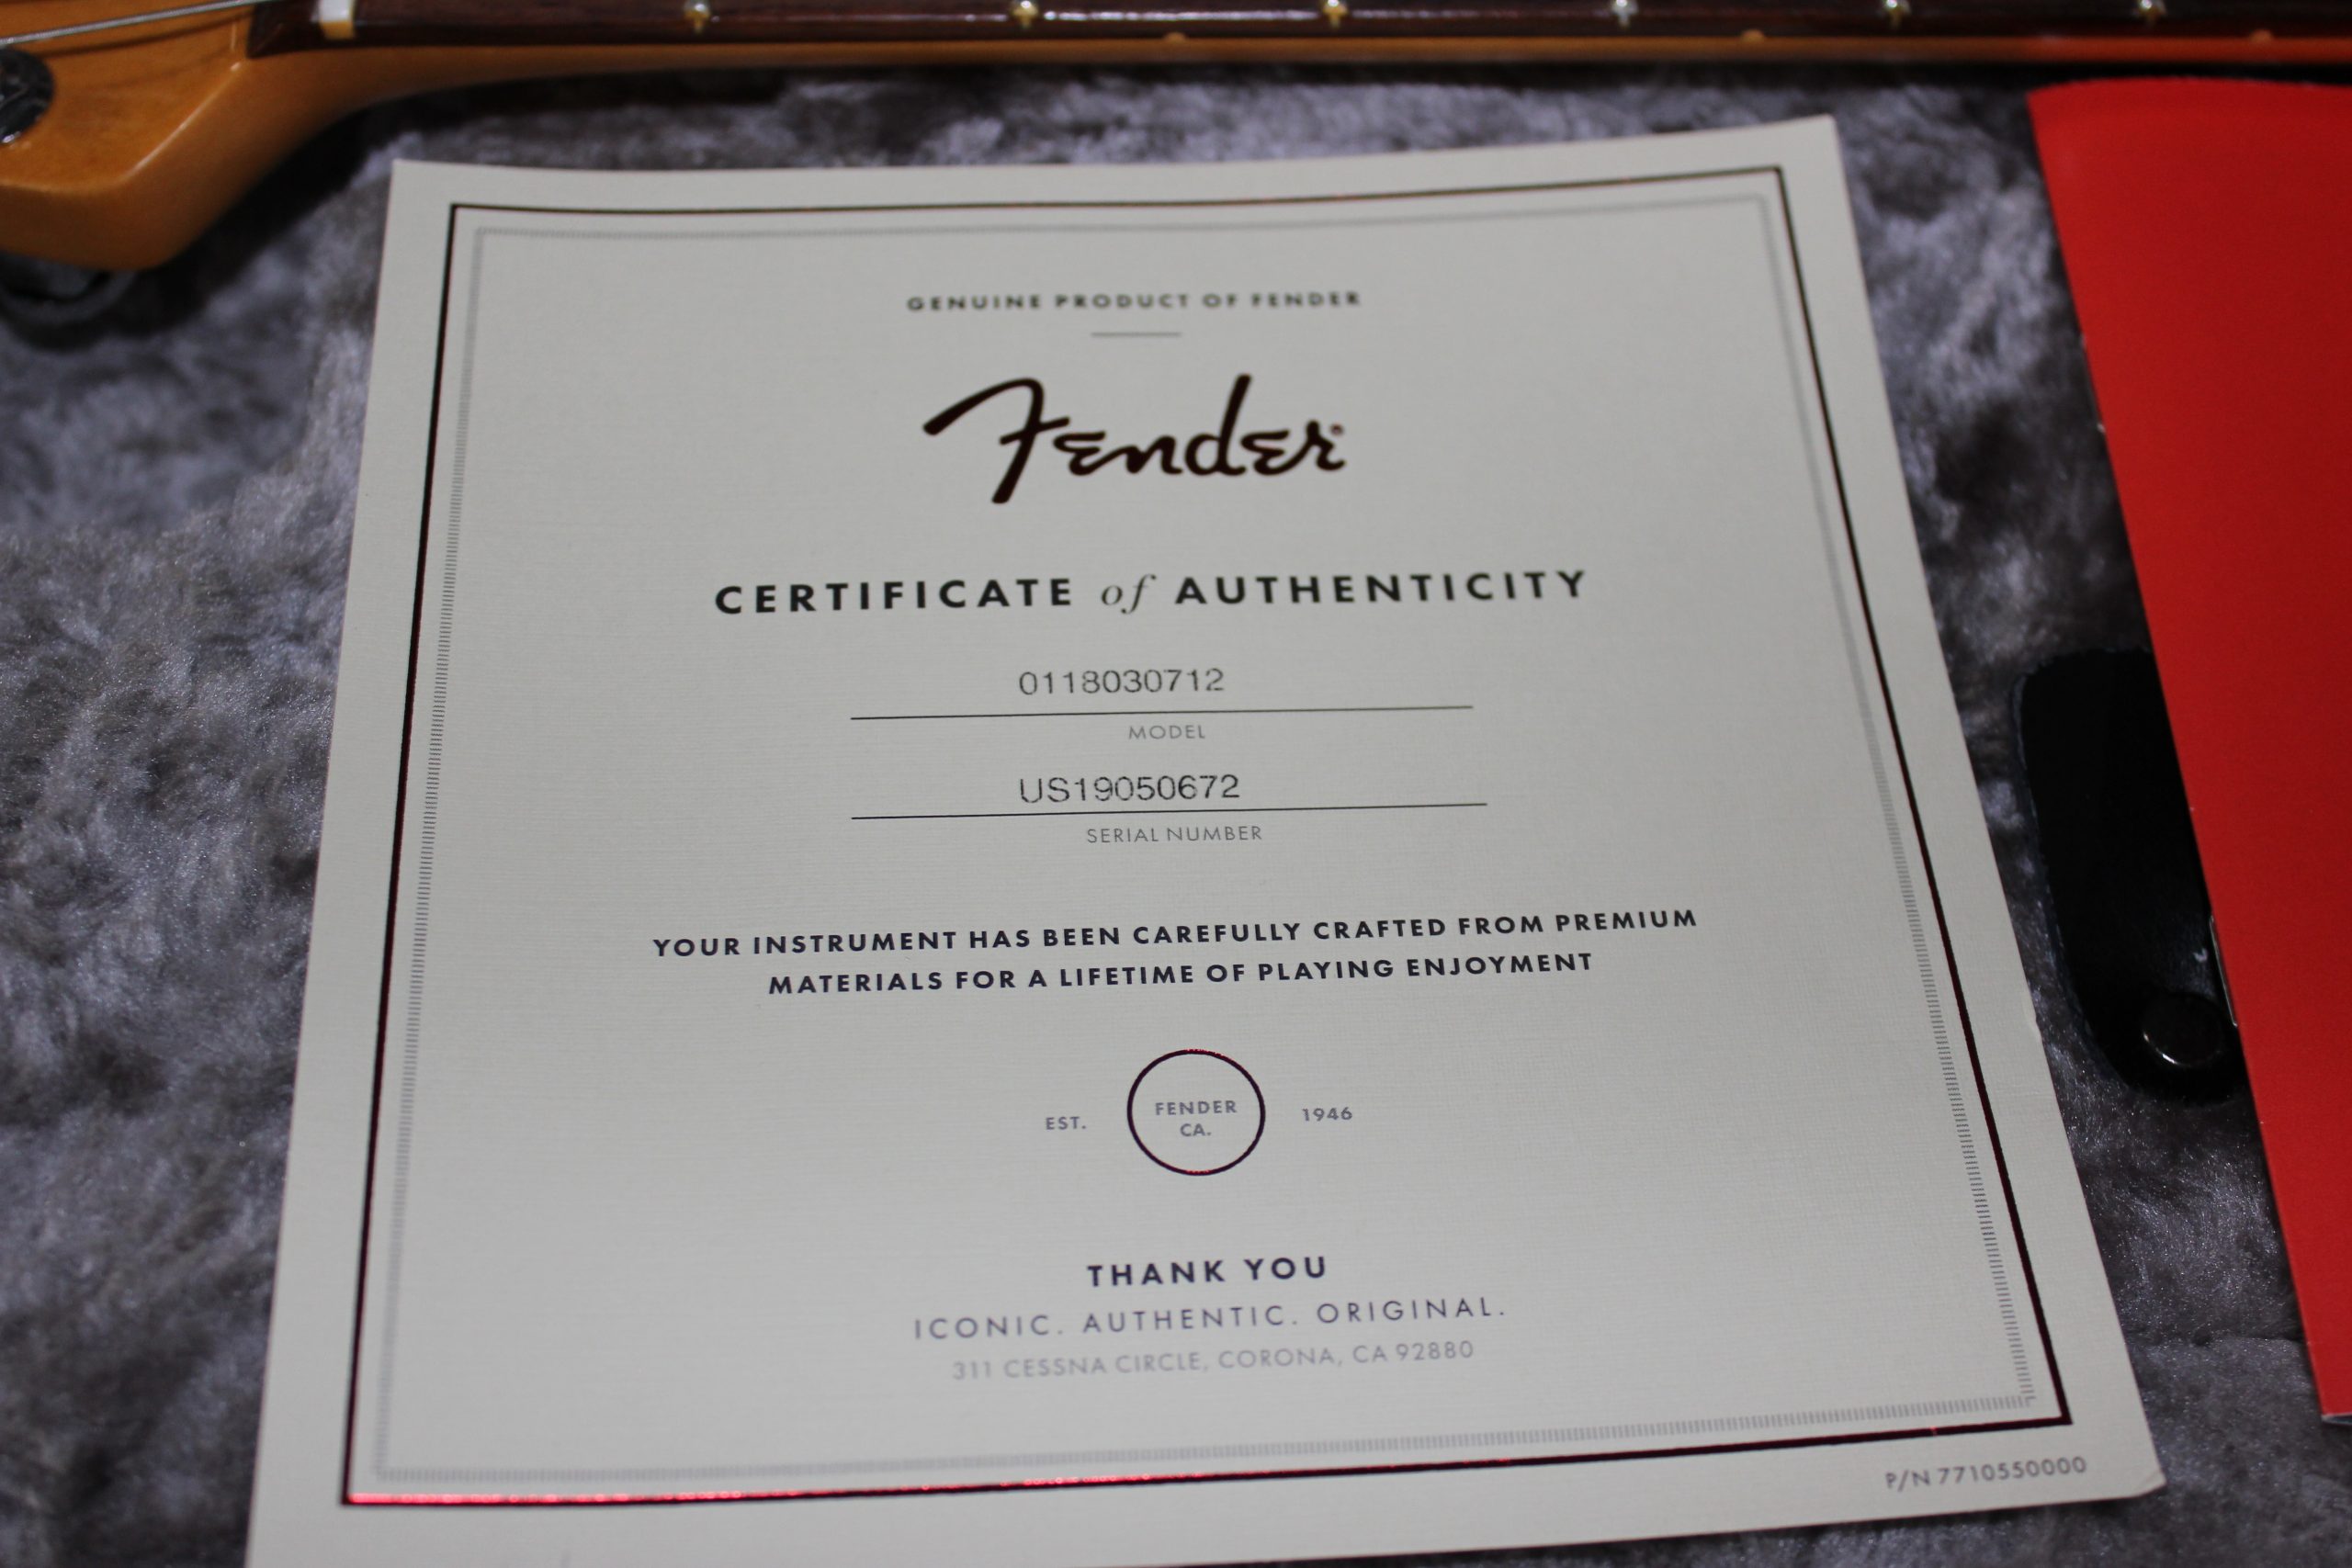 GENUINE PRODUCT OF FENDER
Fender®
CERTIFICATE of AUTHENTICITY
0118030712
MODEL
US19050672
SERIAL NUMBER
YOUR INSTRUMENT HAS BEEN CAREFULLY CRAFTED FROM PREMIUM
MATERIALS FOR A LIFETIME OF PLAYING ENJOYMENT
EST. FENDER 1946
CA.
THANK YOU
ICONIC. AUTHENTIC. ORIGINAL.
311 CESSNA CIRCLE, CORONA, CA 92880
P/N 7710550000